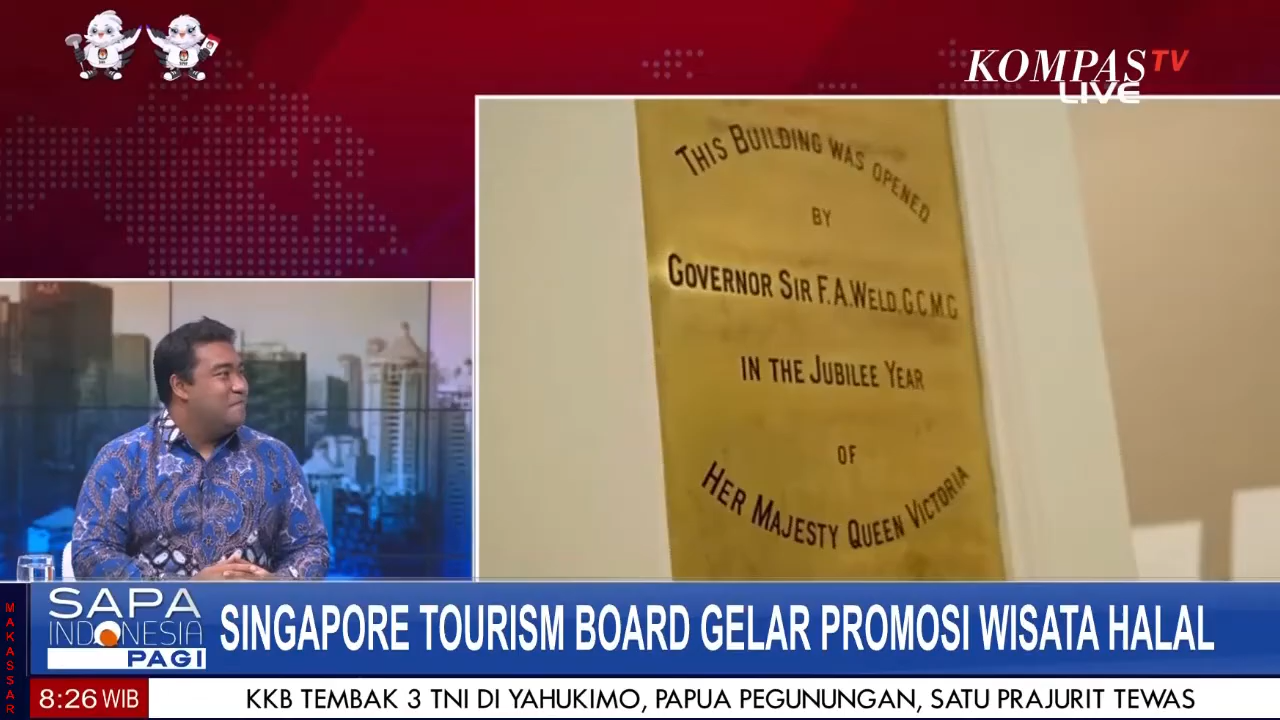 KOMPAS TV
LIVE
THIS BUILDING WAS OPENED
BY
GOVERNOR SIR F.A. WELD. G.C.M.G
IN THE JUBILEE YEAR
OF
HER MAJESTY QUEEN VICTORIA
SAPA
INDONESIA
PAGI
SINGAPORE TOURISM BOARD GELAR PROMOSI WISATA HALAL
MAKASSAR
8:26 WIB
KKB TEMBAK 3 TNI DI YAHUKIMO, PAPUA PEGUNUNGAN, SATU PRAJURIT TEWAS